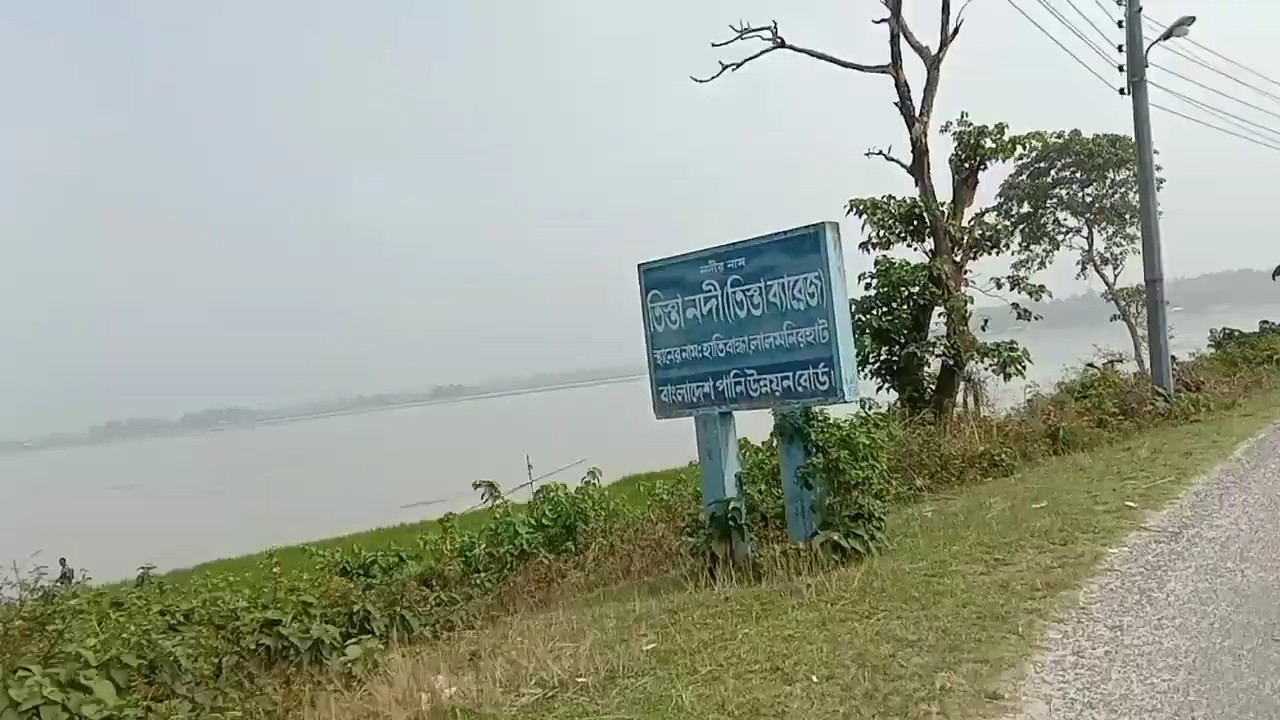 নদীর নাম
তিস্তা নদী (তিস্তা ব্যারেজ)
স্থানের নাম: হাতিবান্ধা, লালমনিরহাট
বাংলাদেশ পানি উন্নয়ন বোর্ড